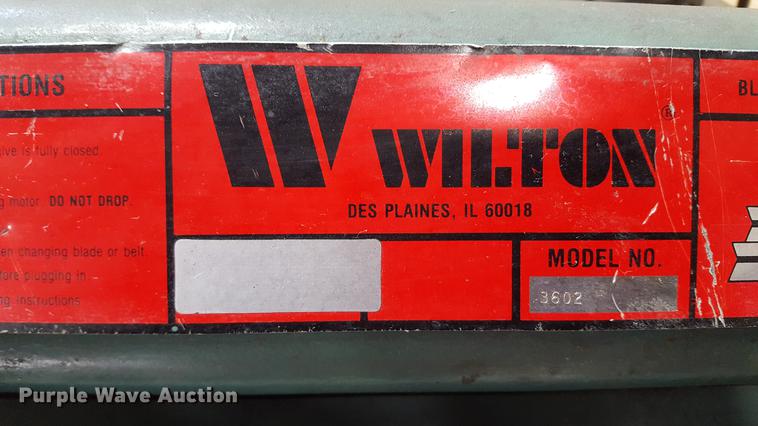 TIONS
lve is fully closed.
g motor. DO NOT DROP.
en changing blade or belt.
fore plugging in
ng instructions
W WILTON®
DES PLAINES, IL 60018
MODEL NO.
3602
BL
Purple Wave Auction